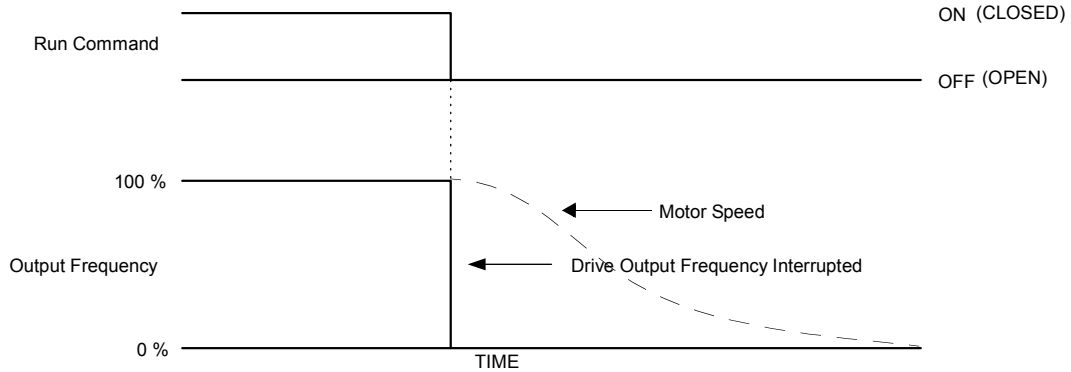 ON (CLOSED)
Run Command
OFF (OPEN)
100 %
Motor Speed
Output Frequency
Drive Output Frequency Interrupted
0 %
TIME